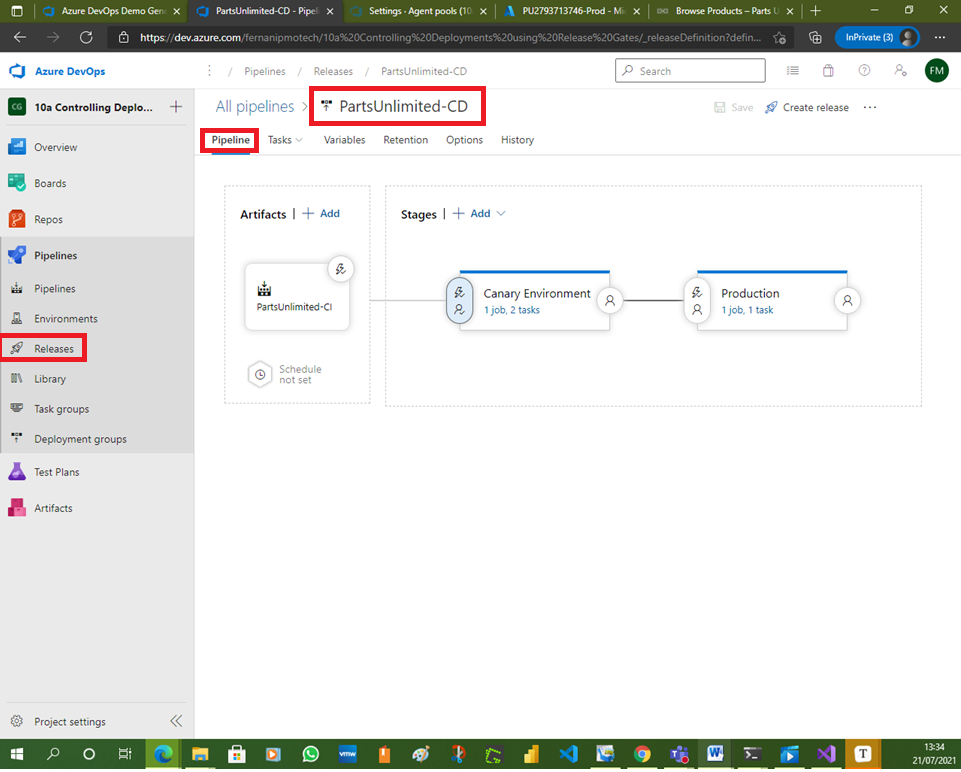 Azure DevOps Demo Gen
PartsUnlimited-CD - Pipel
Settings · Agent pools (10
PU2793713746-Prod - Mi
Browse Products – Parts U
https://dev.azure.com/fernanipmotech/10a%20Controlling%20Deployments%20using%20Release%20Gates/_releaseDefinition?defin...
InPrivate (3)
Azure DevOps
/ Pipelines / Releases / PartsUnlimited-CD
Search
FM
CG 10a Controlling Deplo...
All pipelines > PartsUnlimited-CD
Save
Create release
Pipeline Tasks Variables Retention Options History
Overview
Boards
Repos
Pipelines
Pipelines
Environments
Releases
Library
Task groups
Deployment groups
Test Plans
Artifacts
Artifacts | + Add
PartsUnlimited-CI
Schedule
not set
Stages | + Add
Canary Environment
1 job, 2 tasks
Production
1 job, 1 task
Project settings
vmw
T
13:34
21/07/2021